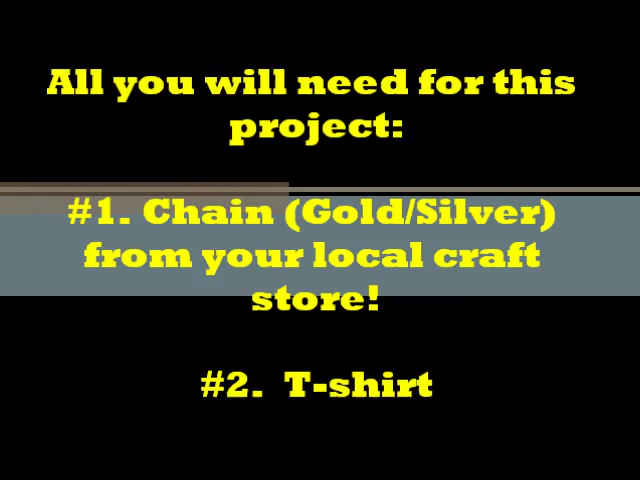 All you will need for this
project:
#1. Chain (Gold/Silver)
from your local craft
store!
#2. T-shirt